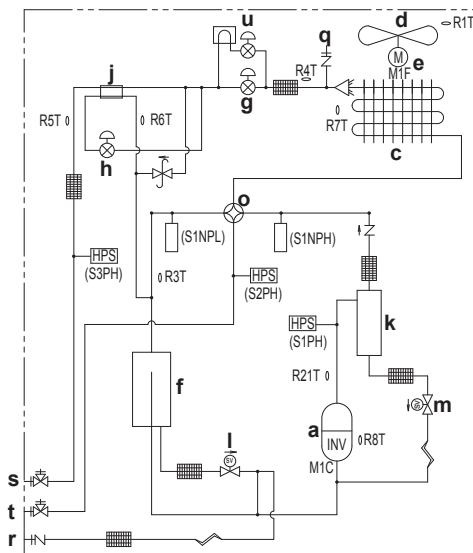 u
q
d
R1T
M
e
M1F
R4T
j
g
R7T
R5T
R6T
h
c
o
(S1NPL)
(S1NPH)
HPS
(S3PH)
R3T
HPS
(S2PH)
HPS
(S1PH)
k
f
R21T
m
SV
a
INV
R8T
l
SV
M1C
s
t
r